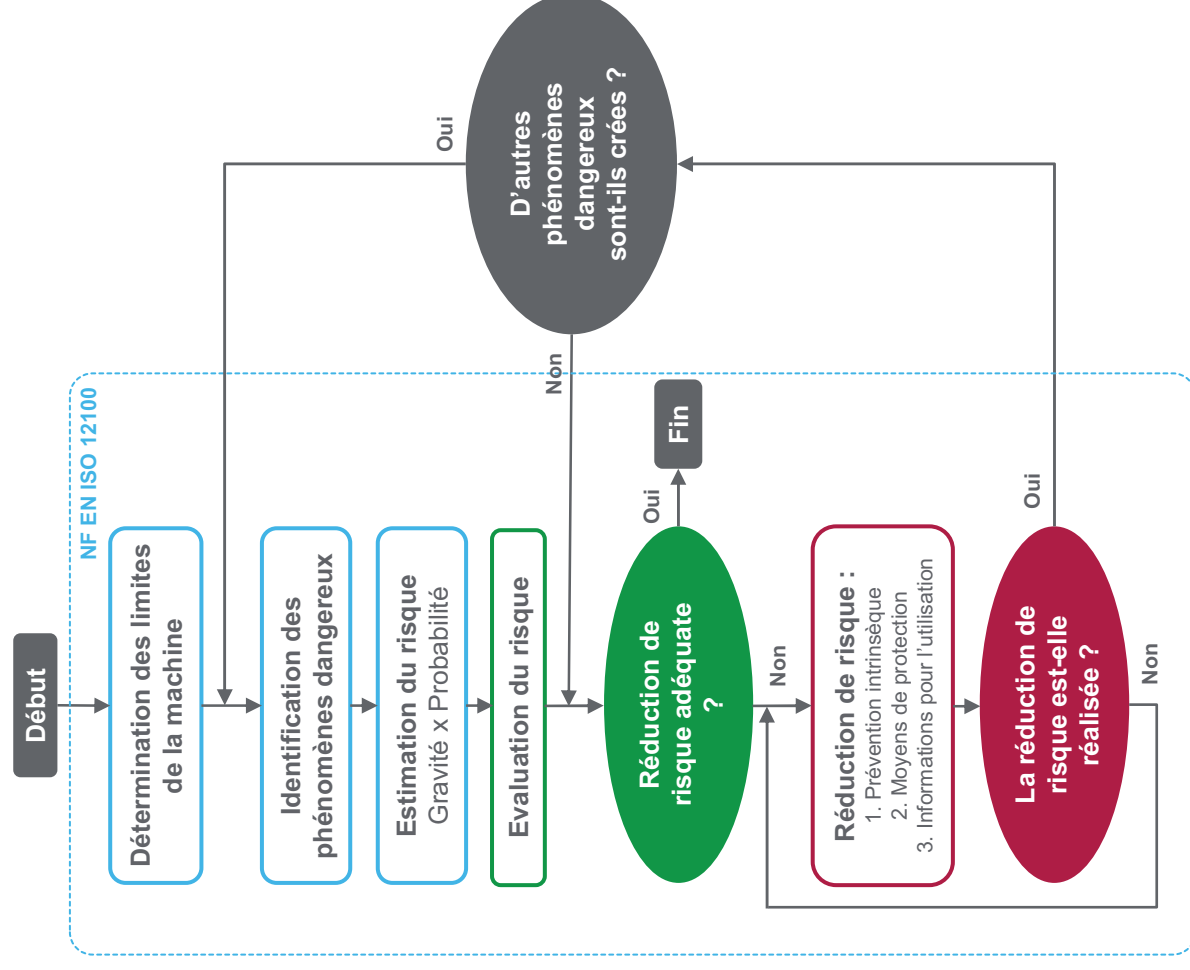 Début
NF EN ISO 12100
Détermination des limites
de la machine
Identification des
phénomènes dangereux
Estimation du risque
Gravité x Probabilité
Evaluation du risque
Réduction de
risque adéquate
?
Oui
Fin
Non
Réduction de risque :
1. Prévention intrinsèque
2. Moyens de protection
3. Informations pour l'utilisation
La réduction de
risque est-elle
réalisée ?
Non
Oui
D'autres
phénomènes
dangereux
sont-ils crées ?
Oui
Non